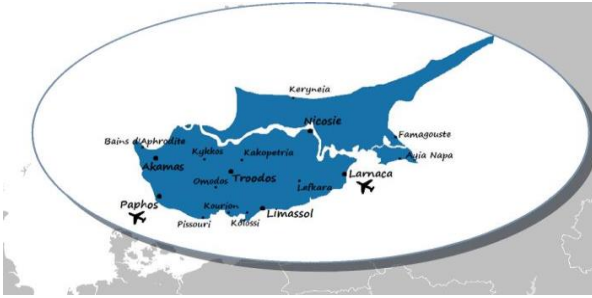 Keryneia
Nicosie
Famagouste
Bains d'Aphrodite
Kykkos
Kakopetria
Ayia Napa
Akamas
Troodos
Larnaca
Omodos
Lefkara
Paphos
Kourion
Limassol
Pissouri
Kolossi